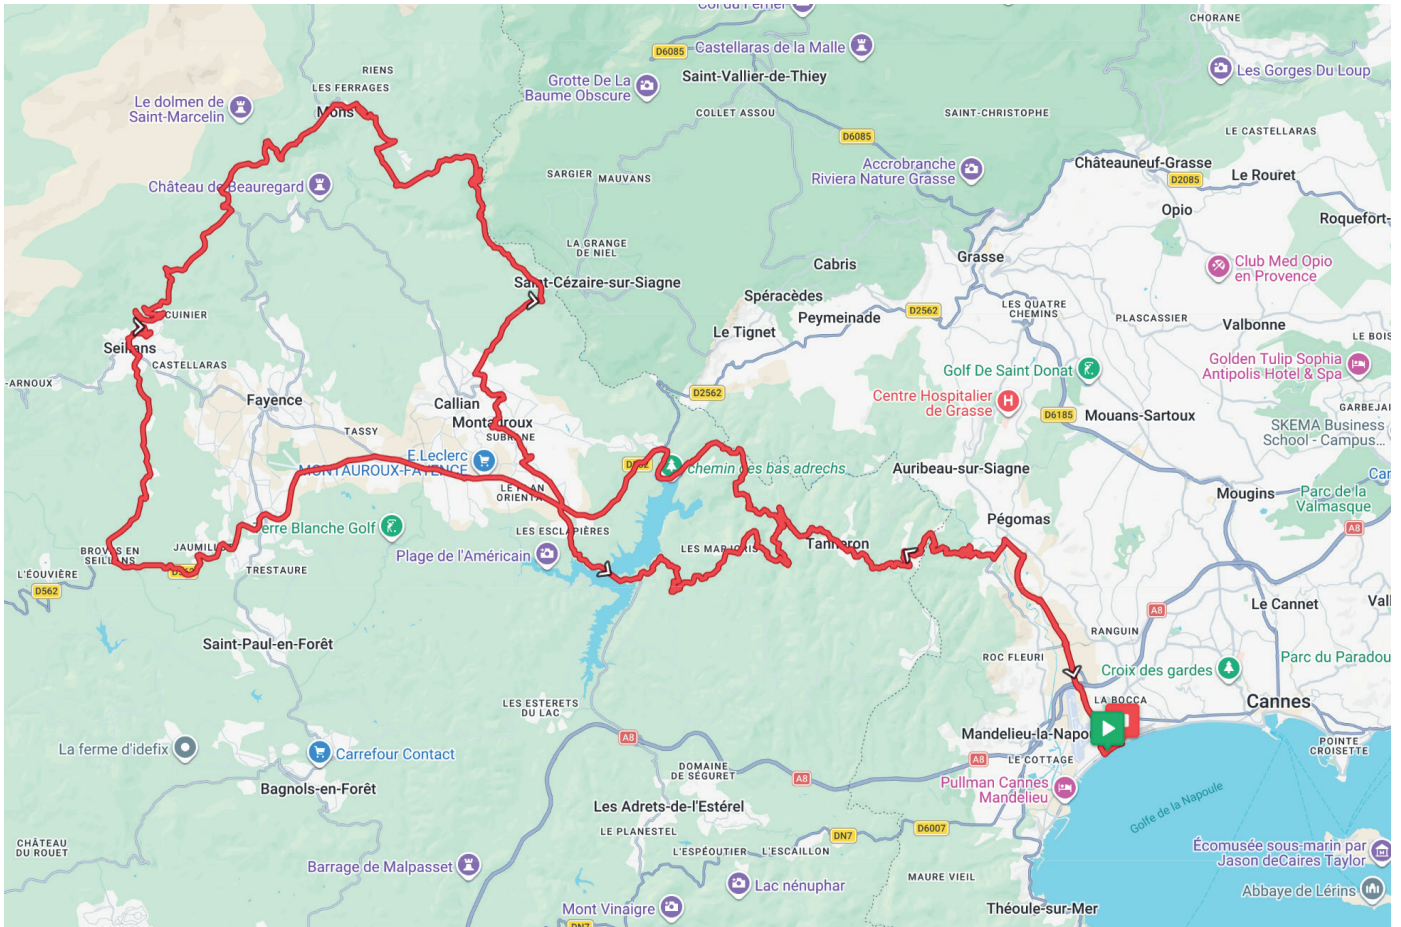 Col du Ferrier
CHORANE
D6085
Castellaras de la Malle
Les Gorges Du Loup
RIENS
LES FERRAGES
Grotte De La
Baume Obscure
Saint-Vallier-de-Thiey
Le dolmen de
Saint-Marcelin
Mons
COLLET ASSOU
SAINT-CHRISTOPHE
D6085
LE CASTELLARAS
Châteauneuf-Grasse
Le Rouret
D2085
Accrobranche
Riviera Nature Grasse
Château de Beauregard
SARGIER
MAUVANS
Opio
Roquefort-
LA GRANGE
DE NIEL
Grasse
Cabris
Club Med Opio
en Provence
Saint-Cézaire-sur-Siagne
Spéracèdes
Peymeinade
D2562
LES QUATRE
CHEMINS
PLASCASSIER
Valbonne
CUINIER
Le Tignet
LE BOIS
Seillans
CASTELLARAS
Golf De Saint Donat
Golden Tulip Sophia
Antipolis Hotel & Spa
-ARNOUX
Fayence
Callian
D2562
Centre Hospitalier
de Grasse
D6185
Mouans-Sartoux
GARBEJAI
Montauroux
SUBRANE
TASSY
SKEMA Business
School - Campus...
E.Leclerc
MONTAUROUX-FAYENCE
D562
chemin des bas adrechs
Auribeau-sur-Siagne
LE PLAN
ORIENTAL
Mougins
Parc de la
Valmasque
Terre Blanche Golf
LES ESCLAPIÈRES
Pégomas
A8
BROVES EN
SEILLANS
JAUMILLE
Plage de l'Américain
LES MARJORIS
Tanneron
L'ÉOUVIÈRE
D562
D562
TRESTAURE
A8
Le Cannet
Vall
Saint-Paul-en-Forêt
RANGUIN
ROC FLEURI
Croix des gardes
Parc du Paradou
LES ESTERETS
DU LAC
LA BOCCA
Cannes
La ferme d'idefix
Carrefour Contact
A8
Mandelieu-la-Napou
LE COTTAGE
POINTE
CROISETTE
DOMAINE
DE SÉGURET
A8
A8
Pullman Cannes
Mandelieu
Bagnols-en-Forêt
Les Adrets-de-l'Estérel
Golfe de la Napoule
LE PLANESTEL
DN7
D6007
CHÂTEAU
DU ROUET
L'ESPÉOUTIER
L'ESCAILLON
Écomusée sous-marin par
Jason deCaires Taylor
Barrage de Malpasset
Lac nénuphar
MAURE VIEIL
Abbaye de Lérins
Mont Vinaigre
Théoule-sur-Mer
DN7